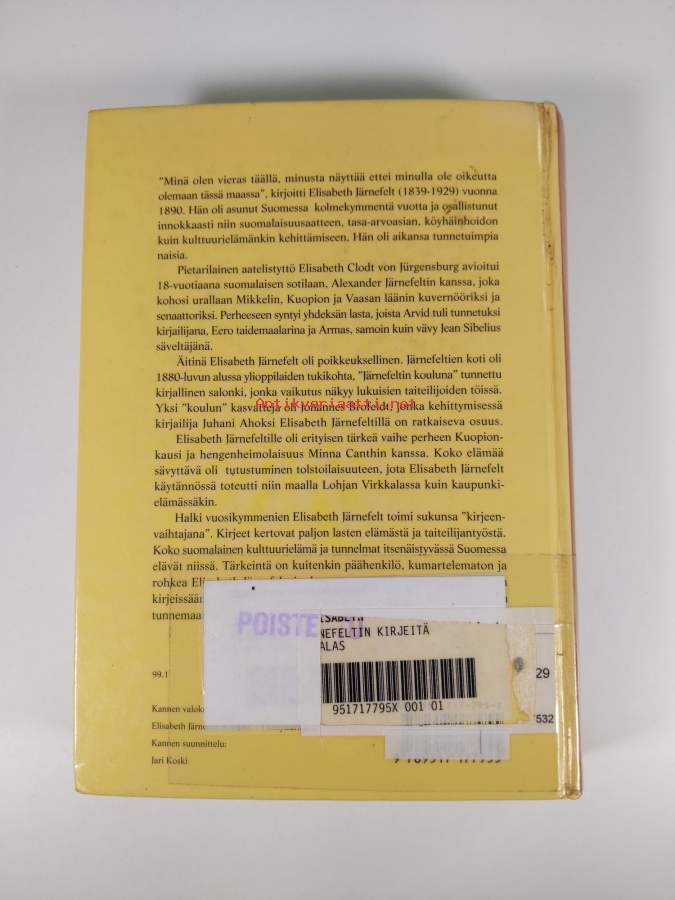 "Minä olen vieras täällä, minusta näyttää ettei minulla ole oikeutta
olemaan tässä maassa", kirjoitti Elisabeth Järnefelt (1839-1929) vuonna
1890. Hän oli asunut Suomessa kolmekymmentä vuotta ja osallistunut
innokkaasti niin suomalaisuusaatteen, tasa-arvoasian, köyhäinhoidon
kuin kulttuurielämänkin kehittämiseen. Hän oli aikansa tunnetuimpia
naisia.
Pietarilainen aatelistyttö Elisabeth Clodt von Jürgensburg avioitui
18-vuotiaana suomalaisen sotilaan, Alexander Järnefeltin kanssa, joka
kohosi urallaan Mikkelin, Kuopion ja Vaasan läänin kuvernööriksi ja
senaattoriksi. Perheeseen syntyi yhdeksän lasta, joista Arvid tuli tunnetuksi
kirjailijana, Eero taidemaalarina ja Armas, samoin kuin vävy Jean Sibelius
säveltäjänä.
Äitinä Elisabeth Järnefelt oli poikkeuksellinen. Järnefeltien koti oli
1880-luvun alussa ylioppilaiden tukikohta, "Järnefeltin kouluna" tunnettu
kirjallinen salonki, jonka vaikutus näkyy lukuisien taiteilijoiden töissä.
Antikvariaatti.net
Yksi "koulun" kasvatteja oli Johannes Brofeldt, jonka kehittymisessä
kirjailija Juhani Ahoksi Elisabeth Järnefeltillä on ratkaiseva osuus.
Elisabeth Järnefeltille oli erityisen tärkeä vaihe perheen Kuopion-
kausi ja hengenheimolaisuus Minna Canthin kanssa. Koko elämää
sävyttävä oli tutustuminen tolstoilaisuuteen, jota Elisabeth Järnefelt
käytännössä toteutti niin maalla Lohjan Virkkalassa kuin kaupunki-
elämässäkin.
Halki vuosikymmenien Elisabeth Järnefelt toimi sukunsa "kirjeen-
vaihtajana". Kirjeet kertovat paljon lasten elämästä ja taiteilijantyöstä.
Koko suomalainen kulttuurielämä ja tunnelmat itsenäistyvässä Suomessa
elävät niissä. Tärkeintä on kuitenkin päähenkilö, kumartelematon ja
rohkea
kirjeissään
tunnemaa
POISTE
ISABETH
NEFELTIN KIRJEITÄ
ALAS
951717795X 001 01
99.1
29
7532
Kannen valok
Elisabeth Järne
Kannen suunnittelu:
Jari Koski